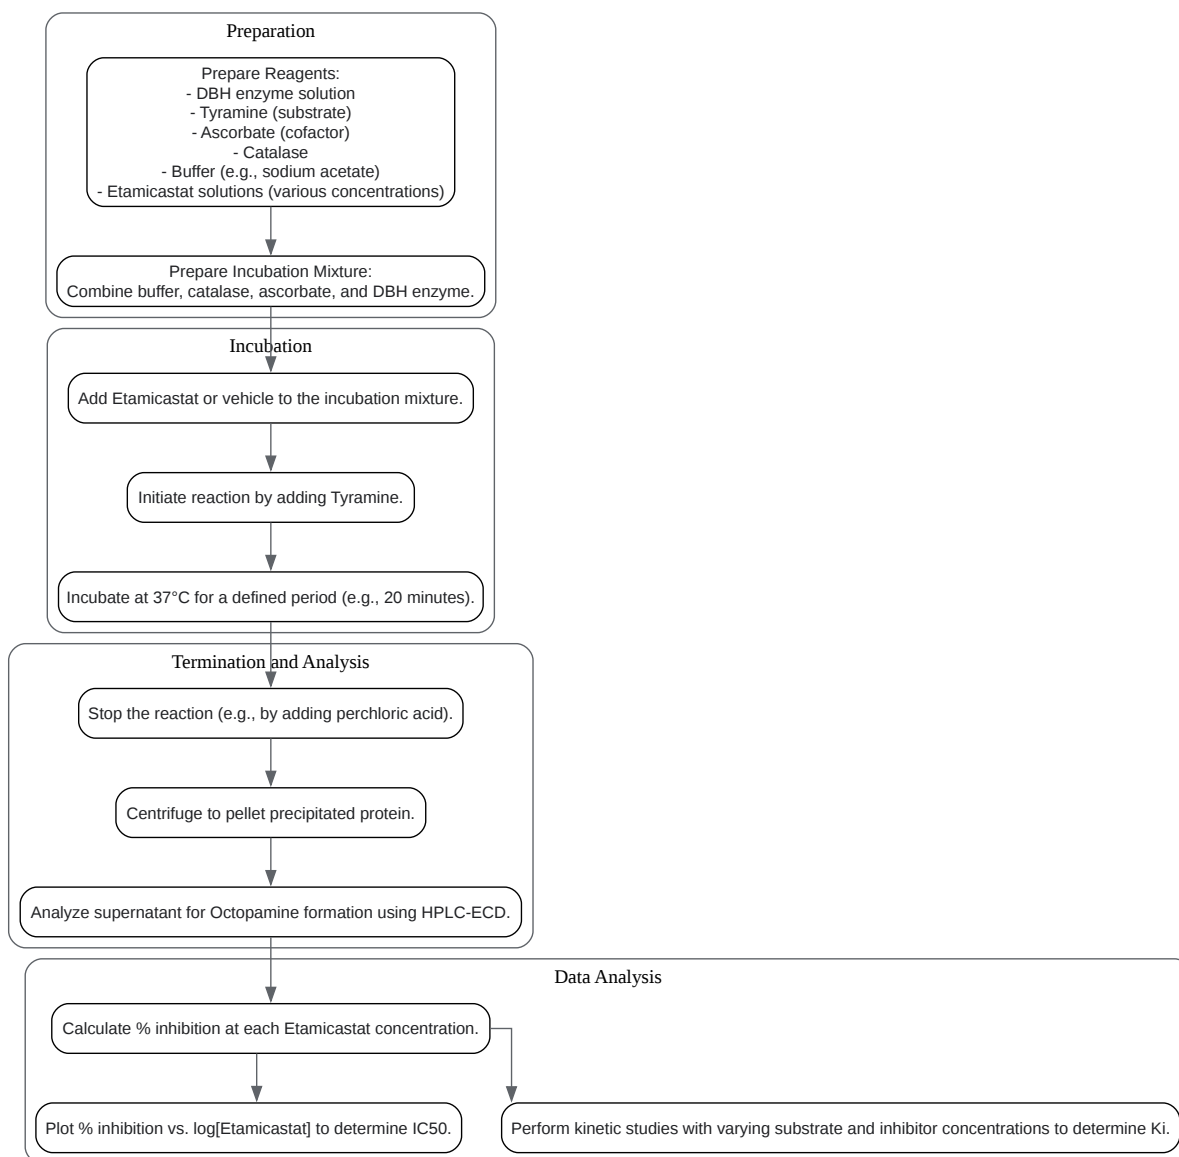 Preparation
Prepare Reagents:
- DBH enzyme solution
- Tyramine (substrate)
- Ascorbate (cofactor)
- Catalase
- Buffer (e.g., sodium acetate)
- Etamicastat solutions (various concentrations)
Prepare Incubation Mixture:
Combine buffer, catalase, ascorbate, and DBH enzyme.
Incubation
Add Etamicastat or vehicle to the incubation mixture.
Initiate reaction by adding Tyramine.
Incubate at 37°C for a defined period (e.g., 20 minutes).
Termination and Analysis
Stop the reaction (e.g., by adding perchloric acid).
Centrifuge to pellet precipitated protein.
Analyze supernatant for Octopamine formation using HPLC-ECD.
Data Analysis
Calculate % inhibition at each Etamicastat concentration.
Plot % inhibition vs. log[Etamicastat] to determine IC50.
Perform kinetic studies with varying substrate and inhibitor concentrations to determine Ki.